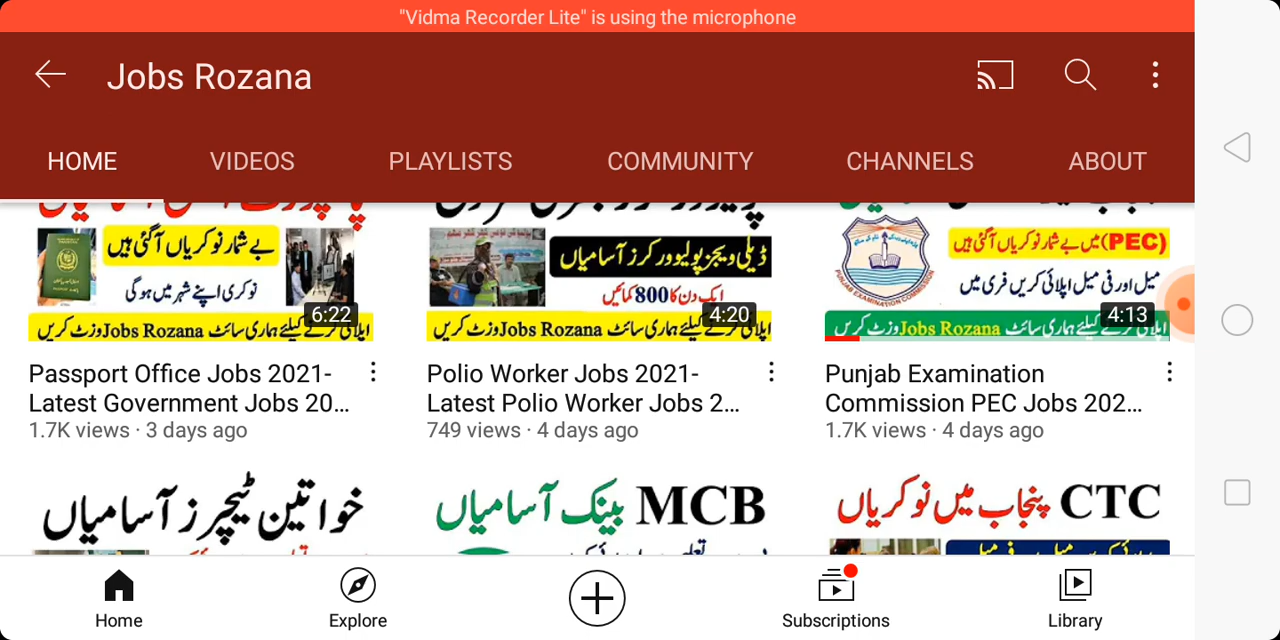 "Vidma Recorder Lite" is using the microphone
Jobs Rozana
HOME VIDEOS PLAYLISTS COMMUNITY CHANNELS ABOUT
بے شمار نوکریاں آگئی ہیں
نوکری اپنے شہر میں ہوگی
6:22
اپلائی کرنے کیلئے ہماری سائٹ Jobs Rozana وزٹ کریں
ڈیلی ویجز پولیو ورکرز آسامیاں
ایک دن کا 800 کمائیں
4:20
اپلائی کرنے کیلئے ہماری سائٹ Jobs Rozana وزٹ کریں
(PEC) میں بے شمار نوکریاں آگئی ہیں
میل اور فی میل اپلائی کریں فری میں
PUNJAB EXAMINATION COMMISSION
4:13
اپلائی کرنے کیلئے ہماری سائٹ Jobs Rozana وزٹ کریں
Passport Office Jobs 2021-
Latest Government Jobs 20...
1.7K views · 3 days ago
Polio Worker Jobs 2021-
Latest Polio Worker Jobs 2...
749 views · 4 days ago
Punjab Examination
Commission PEC Jobs 202...
1.7K views · 4 days ago
خواتین ٹیچرز آسامیاں
MCB بینک آسامیاں
CTC پنجاب میں نوکریاں
Home Explore Subscriptions Library